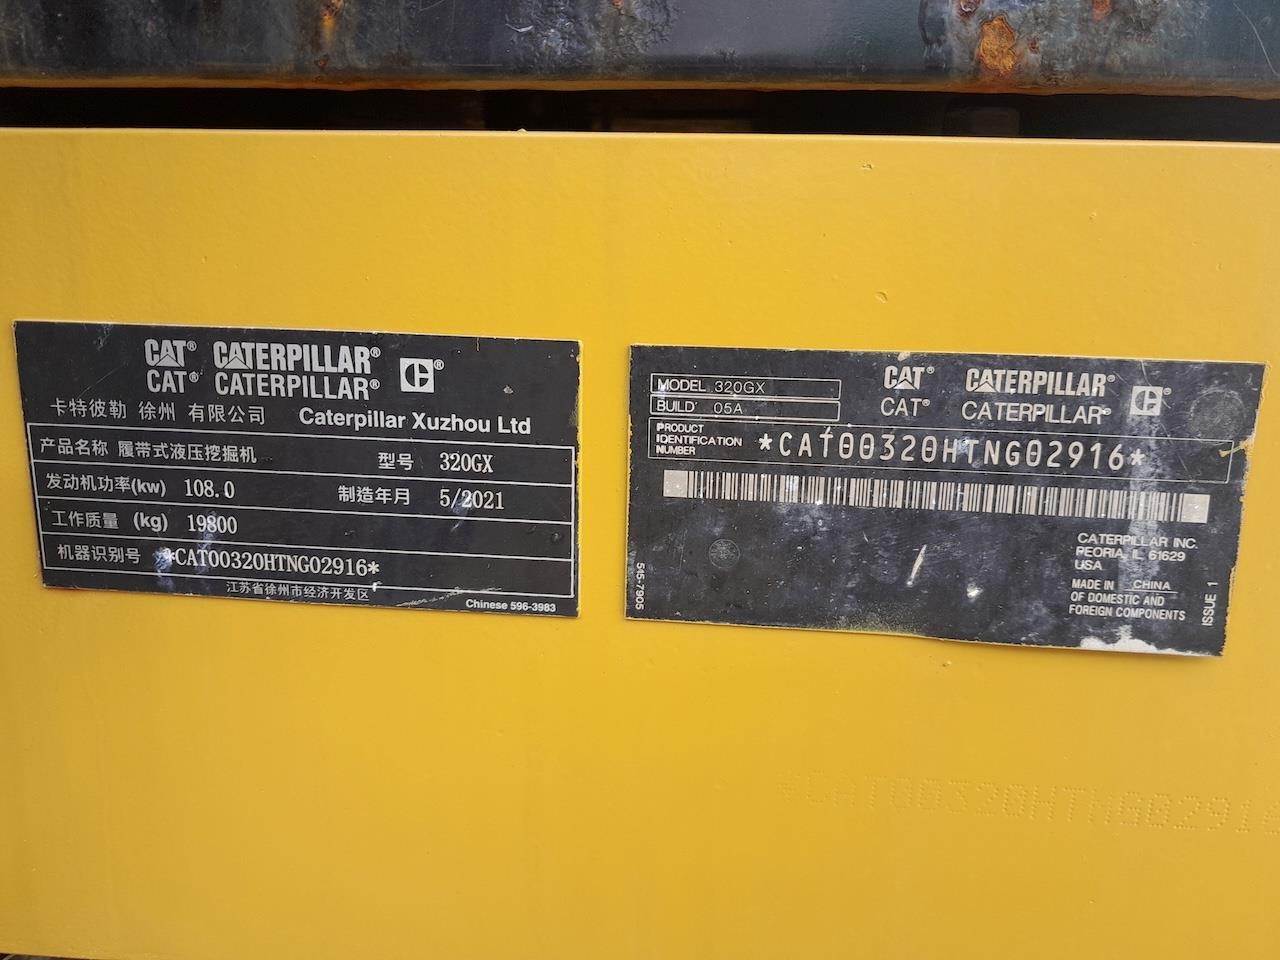 CAT® CATERPILLAR®
CAT® CATERPILLAR®
卡特彼勒 徐州 有限公司 Caterpillar Xuzhou Ltd
产品名称 履带式液压挖掘机 型号 320GX
发动机功率(kw) 108.0 制造年月 5/2021
工作质量 (kg) 19800
机器识别号 *CAT00320HTNG02916*
江苏省徐州市经济开发区
Chinese 596-3983
MODEL 320GX
BUILD 05A
CAT® CATERPILLAR®
CAT® CATERPILLAR®
PRODUCT
IDENTIFICATION
NUMBER
*CAT00320HTNG02916*
CATERPILLAR INC.
PEORIA, IL 61629
USA
MADE IN CHINA
OF DOMESTIC AND
FOREIGN COMPONENTS
545-7905
ISSUE 1
*CAT00320HTNG02916*